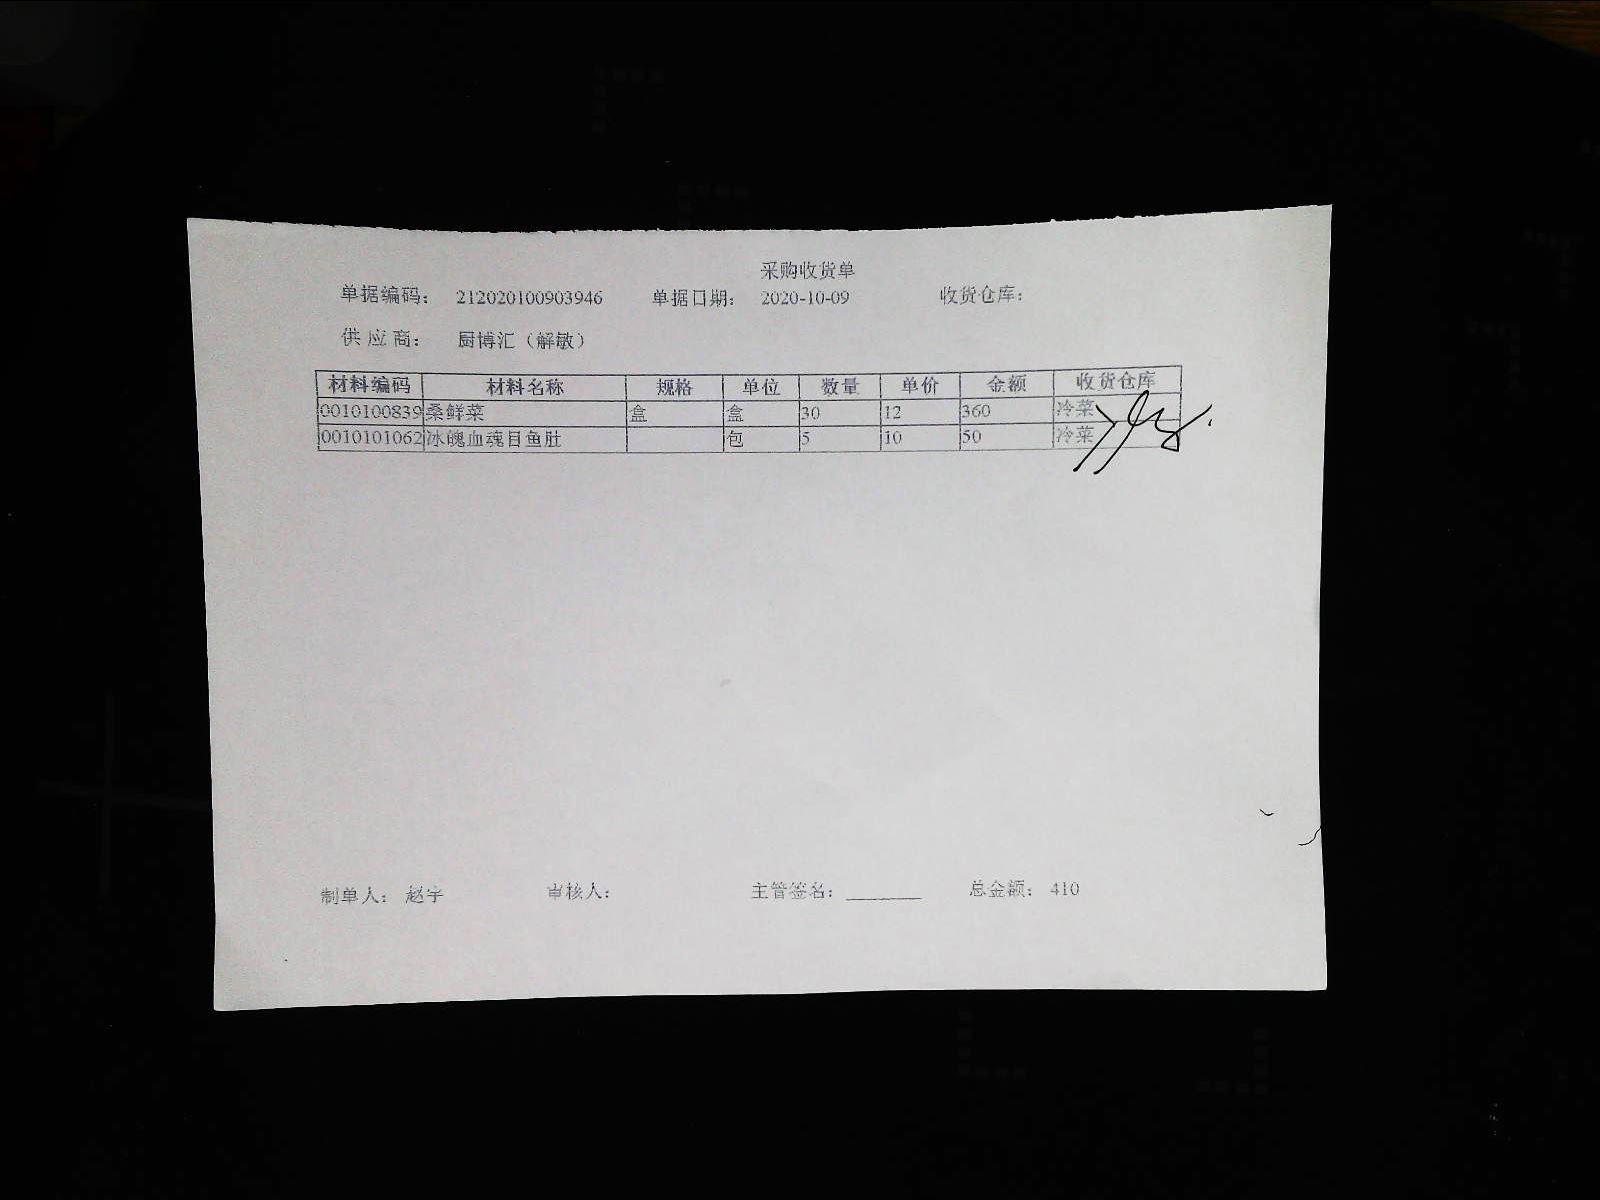 采购收货单
单据编码： 212020100903946 单据日期： 2020-10-09 收货仓库：
供 应 商： 厨博汇（解敏）
材料编码 材料名称 规格 单位 数量 单价 金额 收货仓库
0010100839 桑鲜菜 盒 盒 30 12 360 冷菜
0010101062 冰魄血魂目鱼肚 包 5 10 50 冷菜
制单人： 赵宇 审核人： 主管签名： 总金额： 410